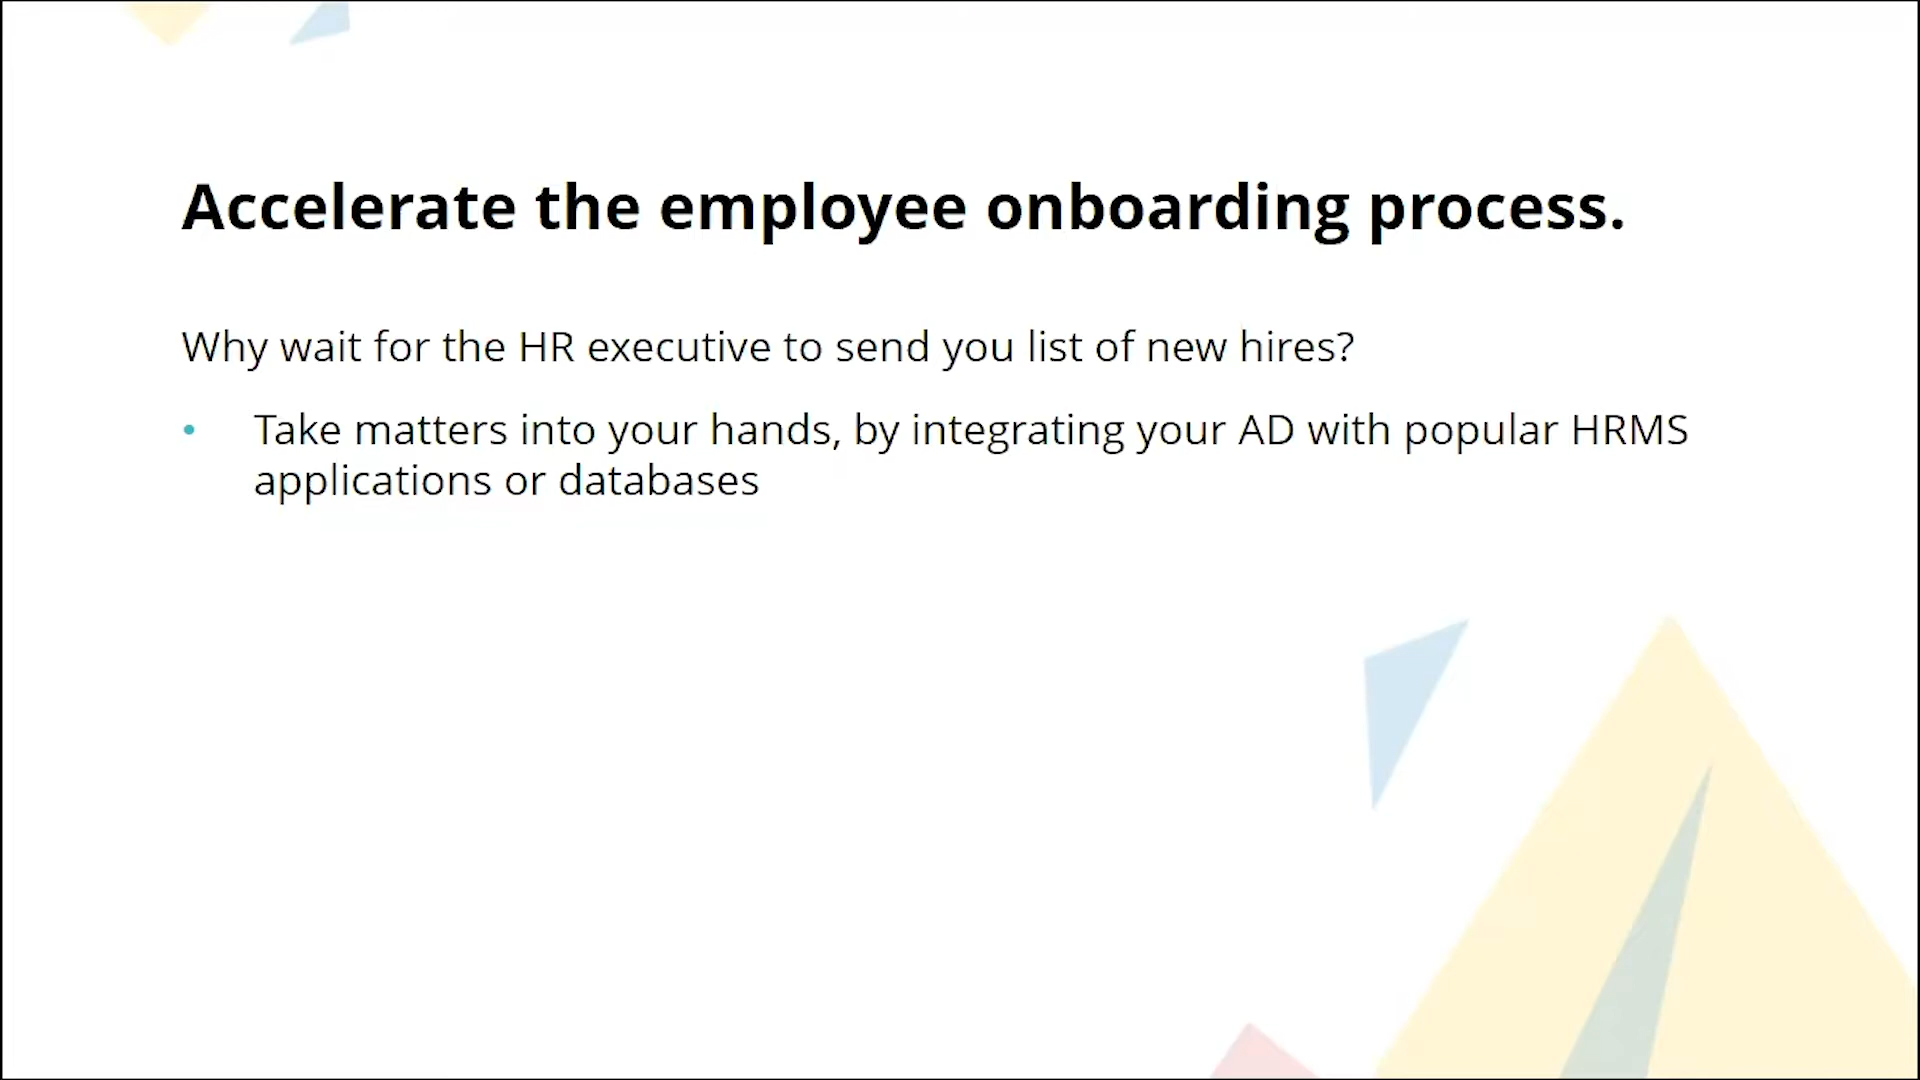 Accelerate the employee onboarding process.
Why wait for the HR executive to send you list of new hires?
• Take matters into your hands, by integrating your AD with popular HRMS
applications or databases